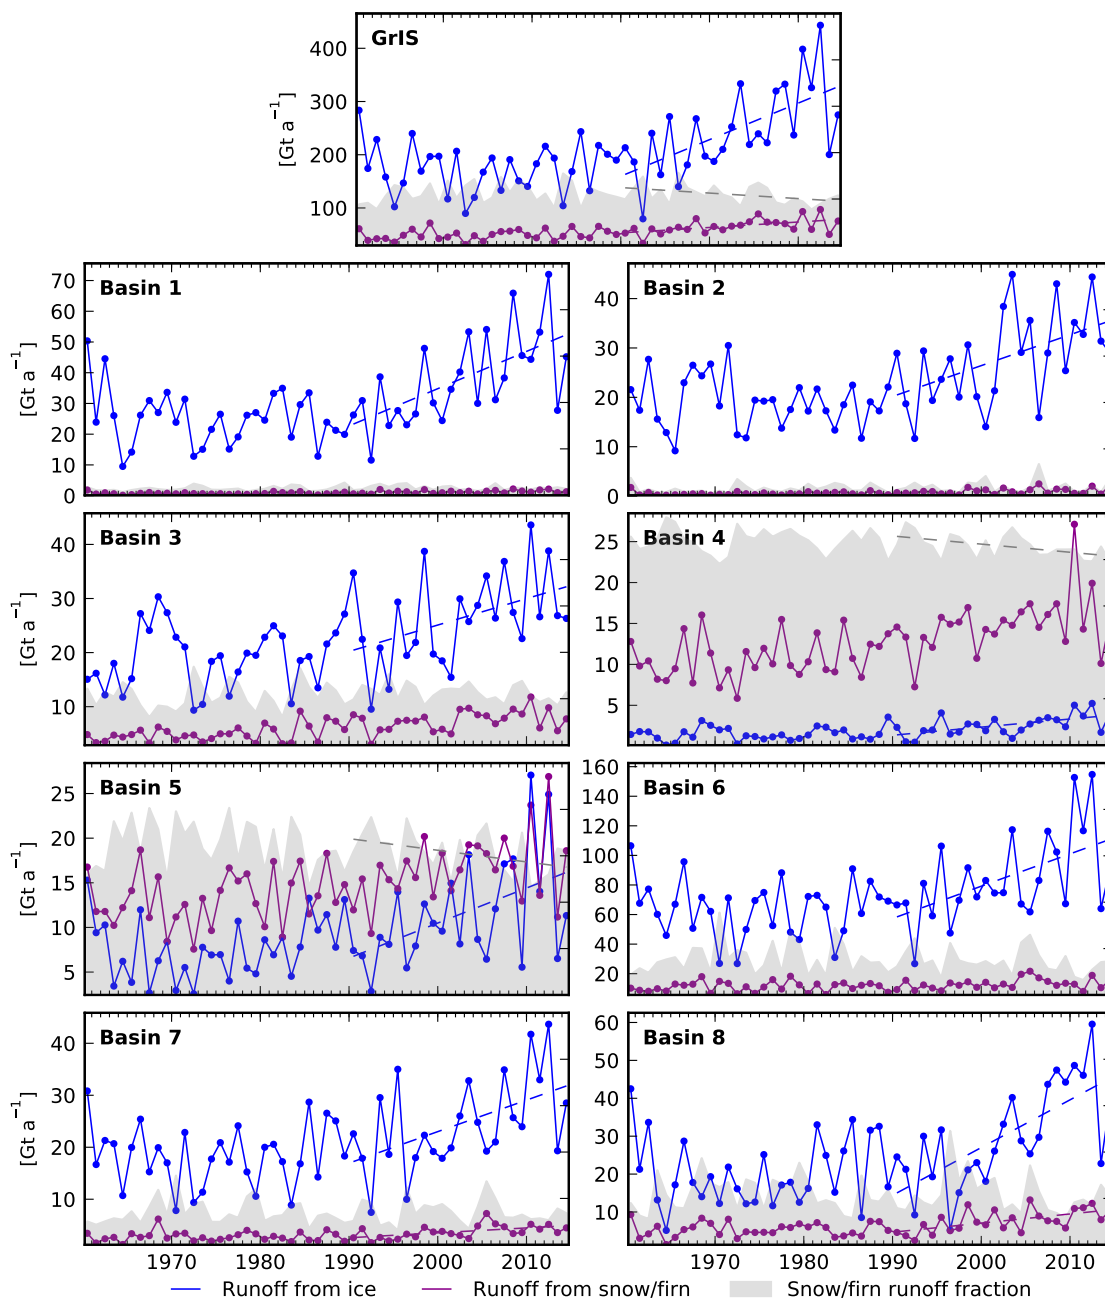 GrIS
[Gt a⁻¹]
400
300
200
100
Basin 1
[Gt a⁻¹]
70
60
50
40
30
20
10
0
Basin 2
40
30
20
10
0
Basin 3
[Gt a⁻¹]
40
30
20
10
Basin 4
25
20
15
10
5
Basin 5
[Gt a⁻¹]
25
20
15
10
5
Basin 6
160
140
120
100
80
60
40
20
Basin 7
[Gt a⁻¹]
40
30
20
10
Basin 8
60
50
40
30
20
10
1970 1980 1990 2000 2010
1970 1980 1990 2000 2010
Runoff from ice Runoff from snow/firn Snow/firn runoff fraction